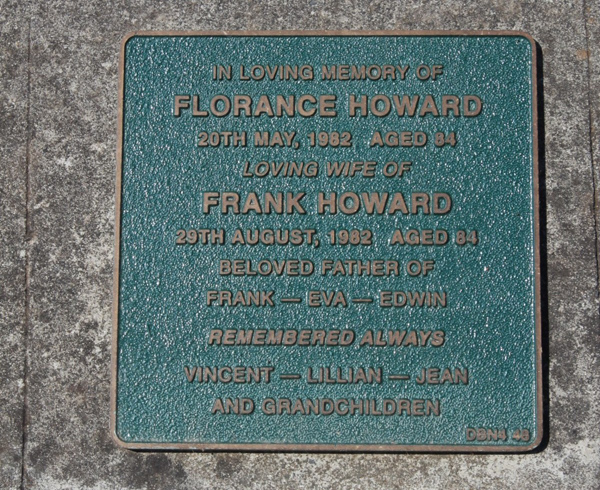 IN LOVING MEMORY OF
FLORANCE HOWARD
20TH MAY, 1982 AGED 84
LOVING WIFE OF
FRANK HOWARD
29TH AUGUST, 1982 AGED 84
BELOVED FATHER OF
FRANK — EVA — EDWIN
REMEMBERED ALWAYS
VINCENT — LILLIAN — JEAN
AND GRANDCHILDREN